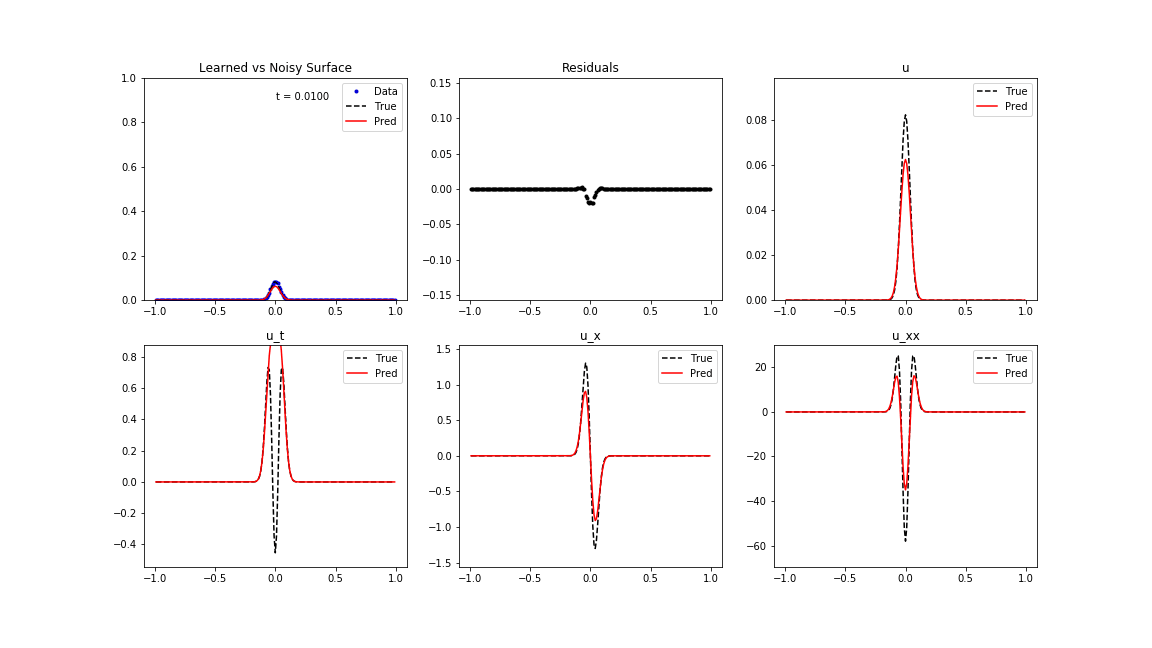 Learned vs Noisy Surface
t = 0.0100
Data
True
Pred
1.0
0.8
0.6
0.4
0.2
0.0
−1.0 −0.5 0.0 0.5 1.0
Residuals
0.15
0.10
0.05
0.00
−0.05
−0.10
−0.15
−1.0 −0.5 0.0 0.5 1.0
u
True
Pred
0.08
0.06
0.04
0.02
0.00
−1.0 −0.5 0.0 0.5 1.0
u_t
True
Pred
0.8
0.6
0.4
0.2
0.0
−0.2
−0.4
−1.0 −0.5 0.0 0.5 1.0
u_x
True
Pred
1.5
1.0
0.5
0.0
−0.5
−1.0
−1.5
−1.0 −0.5 0.0 0.5 1.0
u_xx
True
Pred
20
0
−20
−40
−60
−1.0 −0.5 0.0 0.5 1.0